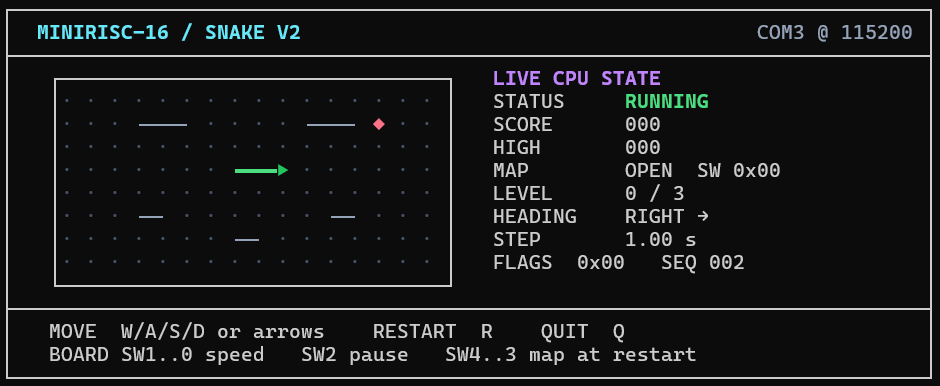 MINIRISC-16 / SNAKE V2
COM3 @ 115200
LIVE CPU STATE
STATUS RUNNING
SCORE 000
HIGH 000
MAP OPEN SW 0x00
LEVEL 0 / 3
HEADING RIGHT →
STEP 1.00 s
FLAGS 0x00 SEQ 002
MOVE W/A/S/D or arrows RESTART R QUIT Q
BOARD SW1..0 speed SW2 pause SW4..3 map at restart